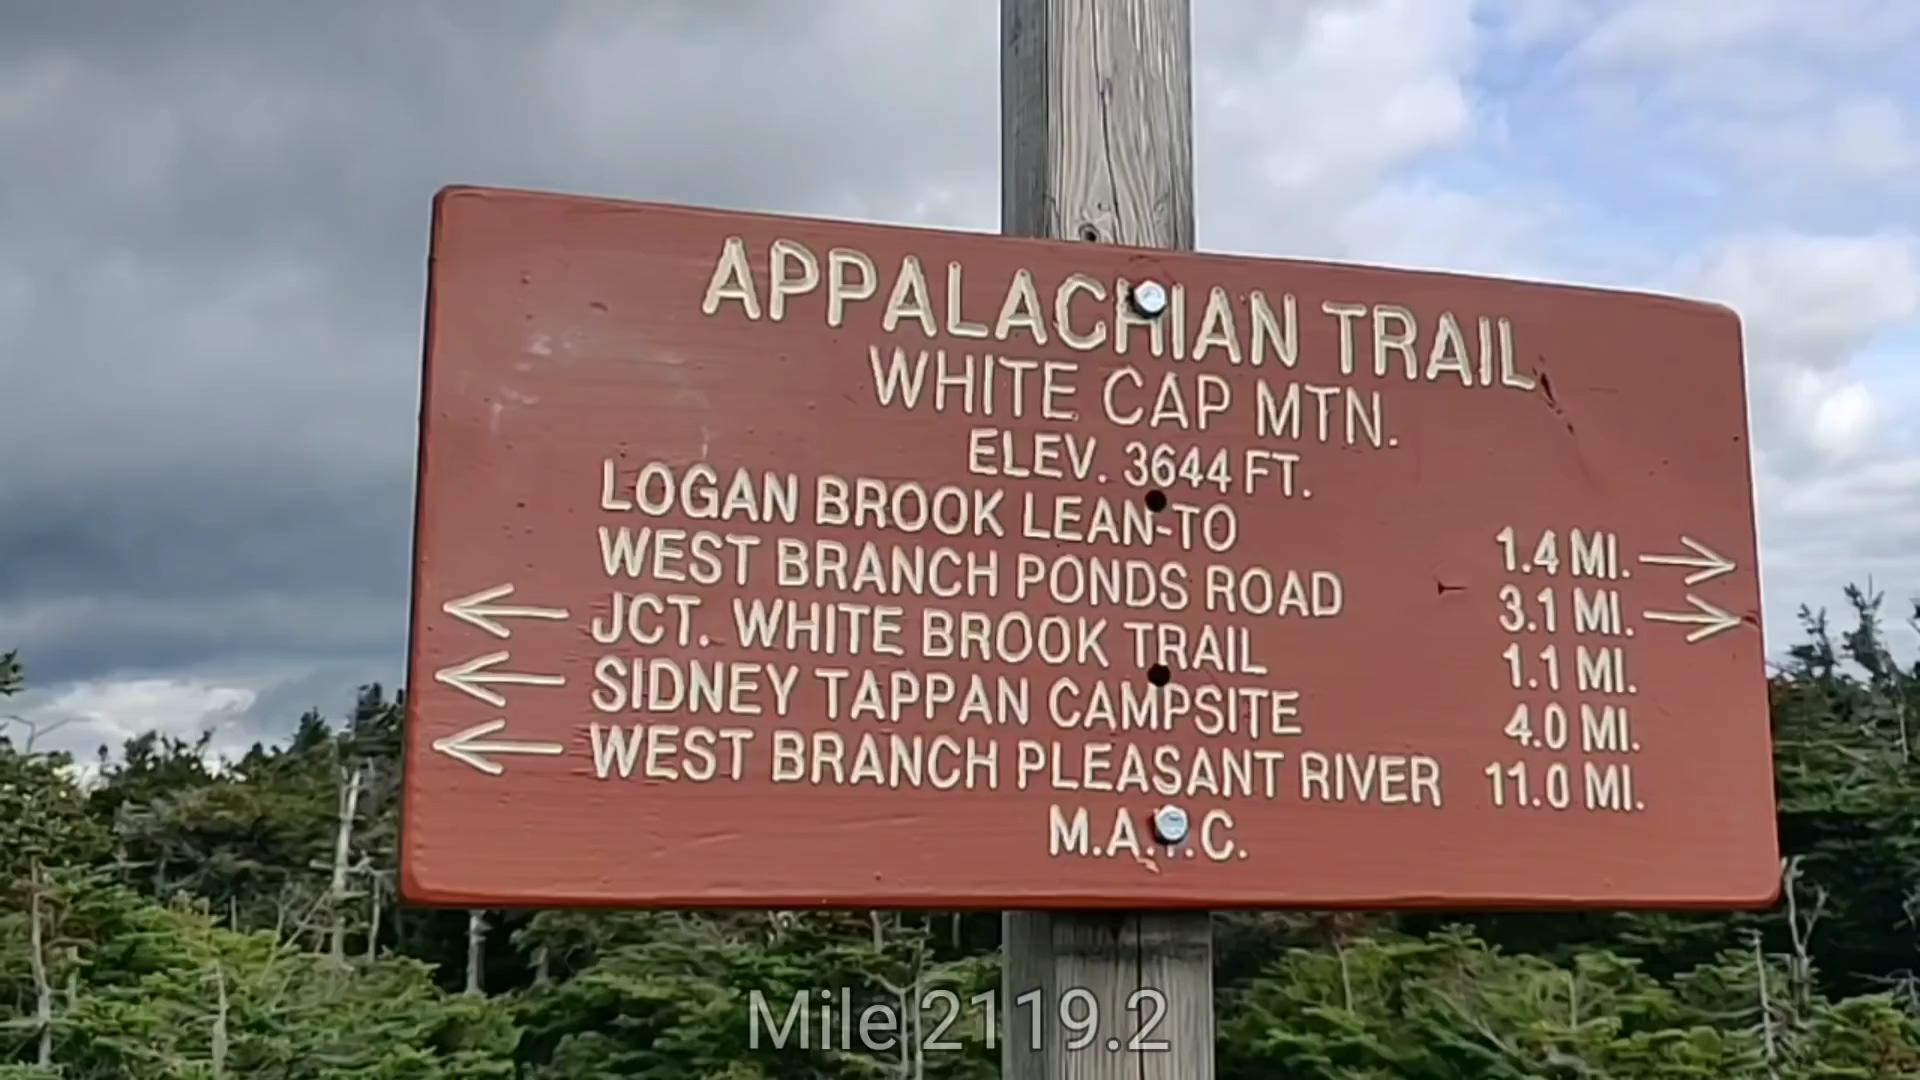 APPALACHIAN TRAIL
WHITE CAP MTN.
ELEV. 3644 FT.
LOGAN BROOK LEAN-TO 1.4 MI. →
WEST BRANCH PONDS ROAD 3.1 MI. →
← JCT. WHITE BROOK TRAIL 1.1 MI.
← SIDNEY TAPPAN CAMPSITE 4.0 MI.
← WEST BRANCH PLEASANT RIVER 11.0 MI.
M.A.T.C.
Mile 2119.2